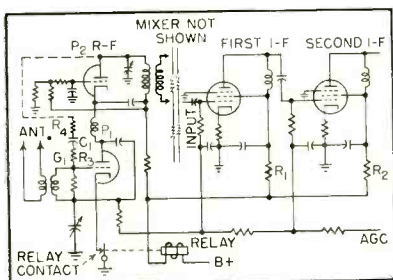 MIXER NOT
SHOWN
P2 R-F
FIRST I-F
SECOND I-F
ANT.
R4
P1
C1
G1
R3
INPUT
R1
R2
RELAY
CONTACT
RELAY
B+
AGC